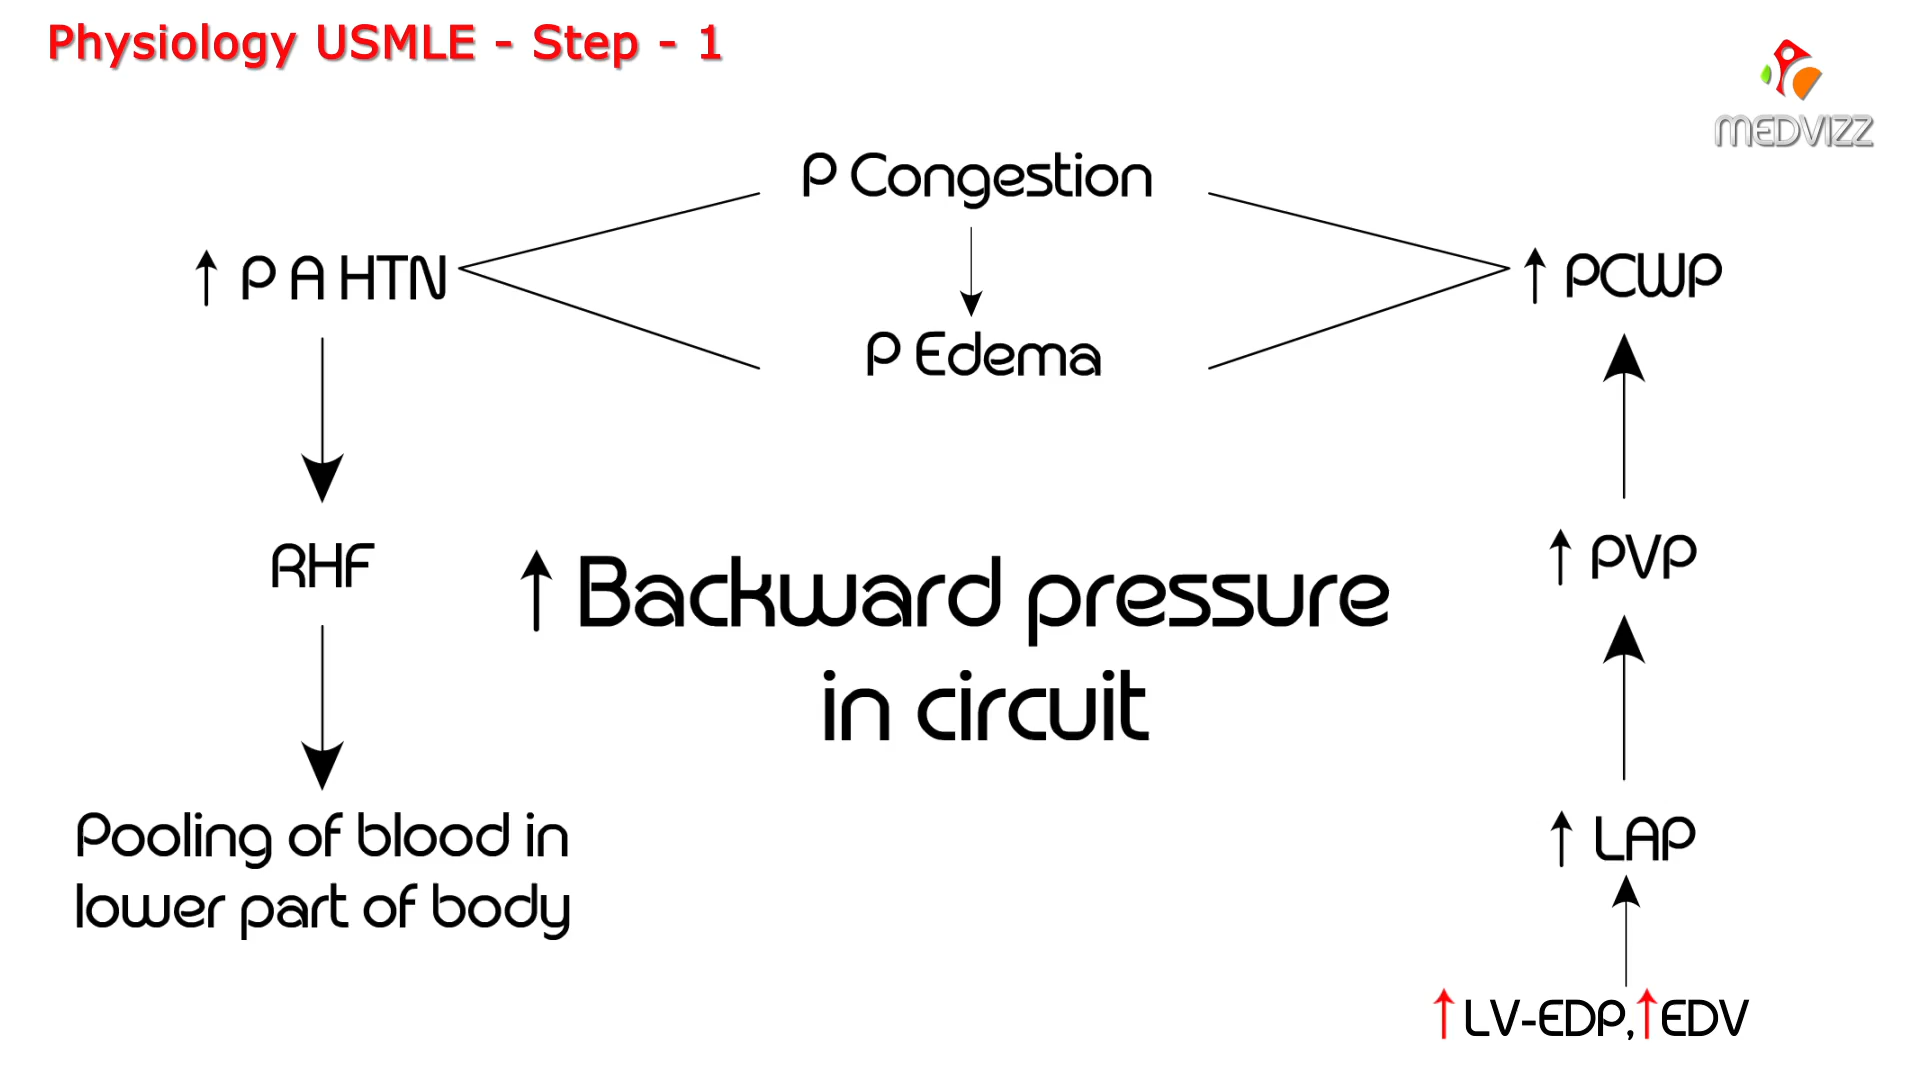 Physiology USMLE - Step - 1
MEDVIZZ
P Congestion
↑ P A HTN
↑ PCWP
P Edema
RHF
↑ PVP
↑ Backward pressure
in circuit
Pooling of blood in
lower part of body
↑ LAP
↑ LV-EDP, ↑ EDV